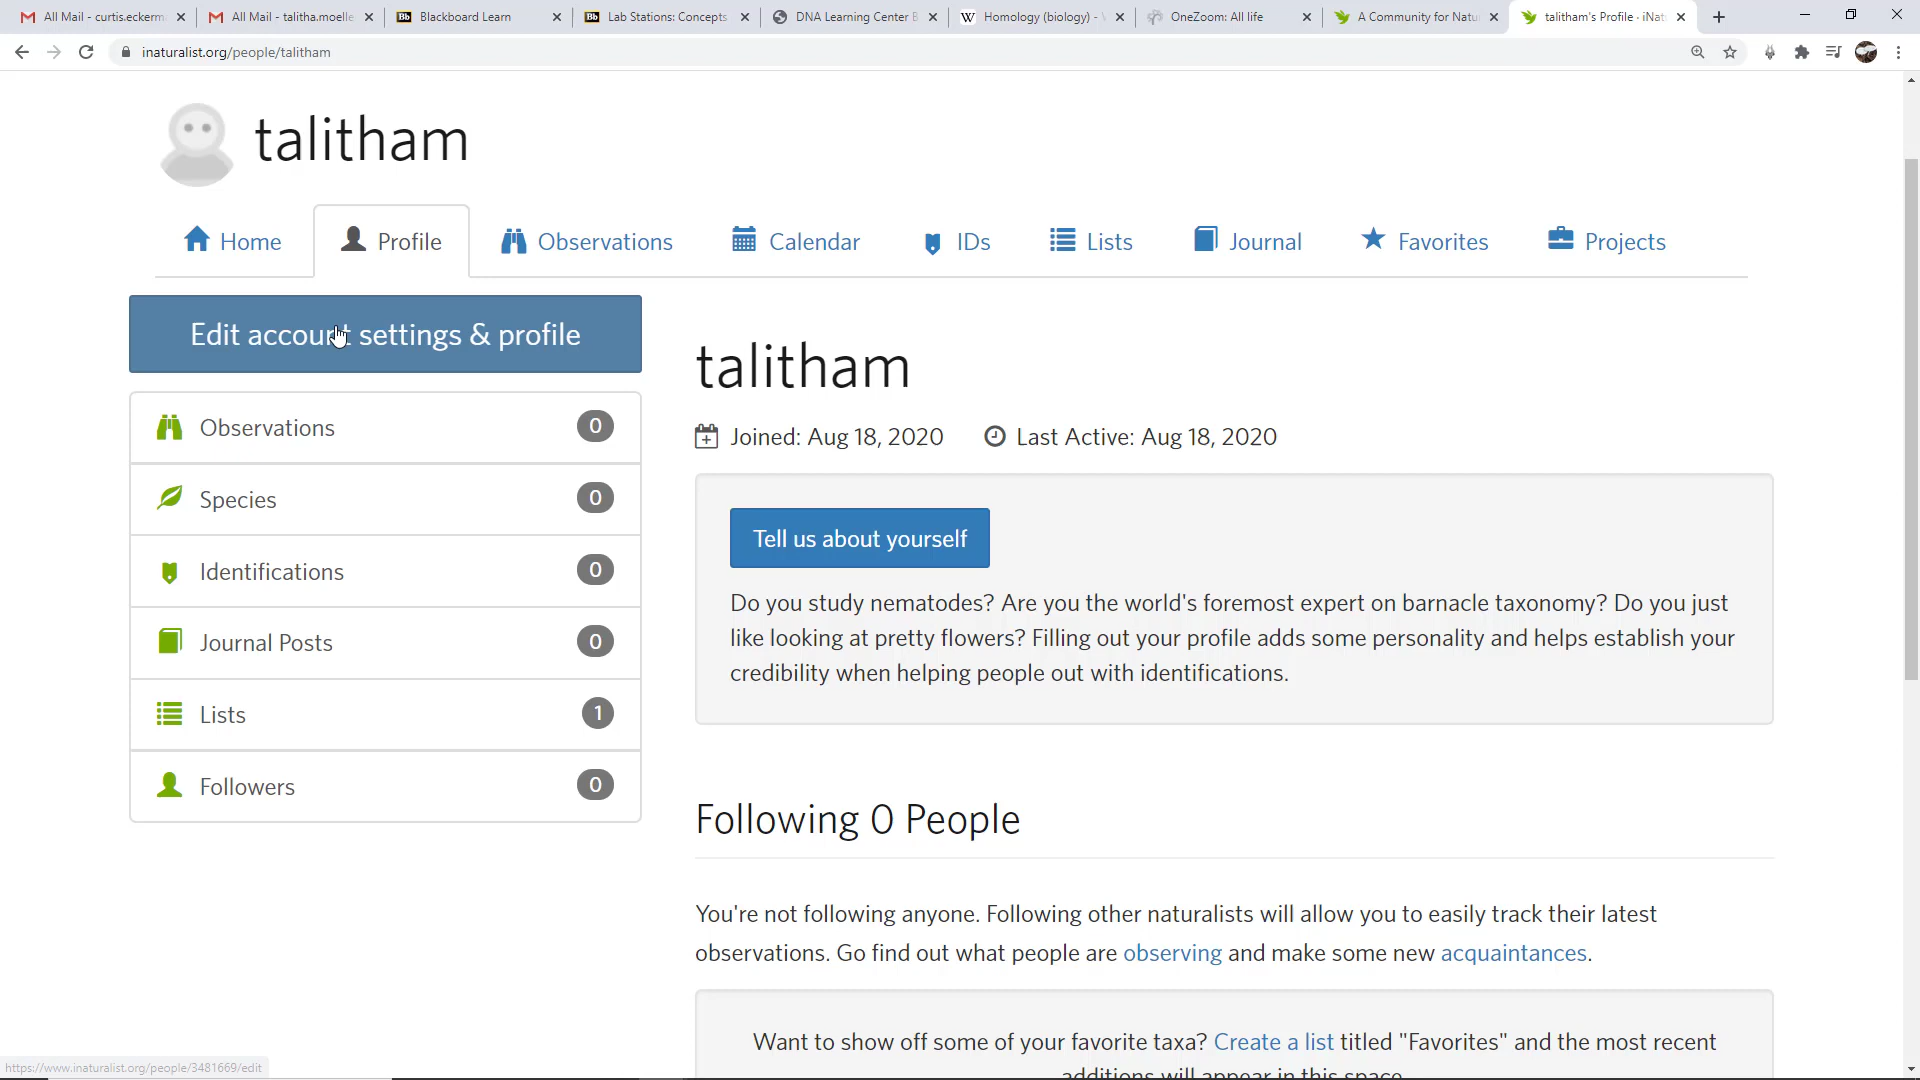 All Mail - curtis.eckerm
All Mail - talitha.moelle
Blackboard Learn
Lab Stations: Concepts
DNA Learning Center B
Homology (biology) -
OneZoom: All life
A Community for Natu
talitham's Profile · iNat
inaturalist.org/people/talitham
talitham
Home
Profile
Observations
Calendar
IDs
Lists
Journal
Favorites
Projects
Edit account settings & profile
Observations 0
Species 0
Identifications 0
Journal Posts 0
Lists 1
Followers 0
talitham
Joined: Aug 18, 2020 Last Active: Aug 18, 2020
Tell us about yourself
Do you study nematodes? Are you the world's foremost expert on barnacle taxonomy? Do you just
like looking at pretty flowers? Filling out your profile adds some personality and helps establish your
credibility when helping people out with identifications.
Following 0 People
You're not following anyone. Following other naturalists will allow you to easily track their latest
observations. Go find out what people are observing and make some new acquaintances.
Want to show off some of your favorite taxa? Create a list titled "Favorites" and the most recent
additions will appear in this space
https://www.inaturalist.org/people/3481669/edit